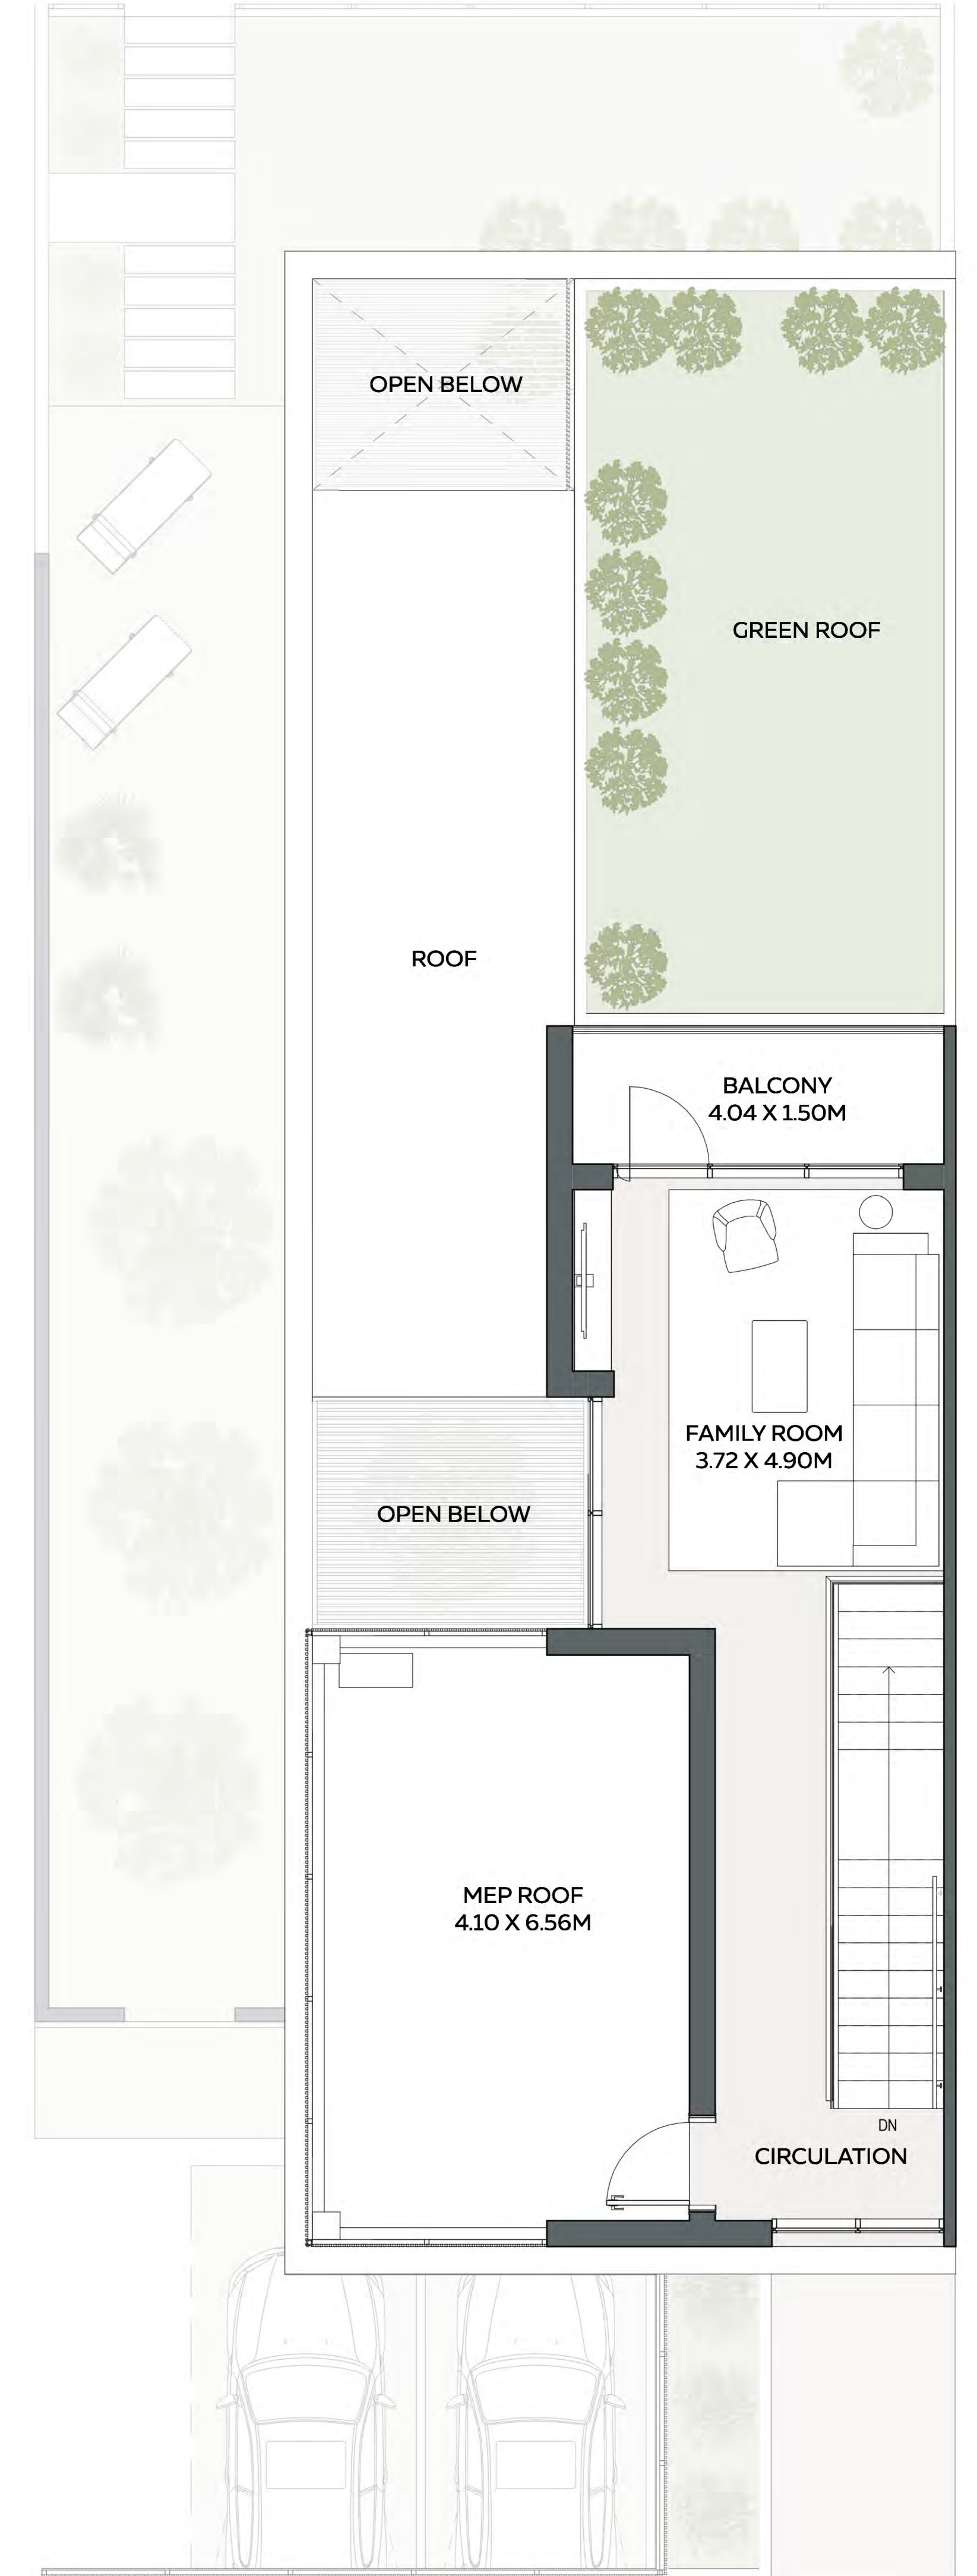 OPEN BELOW
GREEN ROOF
ROOF
BALCONY
4.04 X 1.50M
FAMILY ROOM
3.72 X 4.90M
OPEN BELOW
MEP ROOF
4.10 X 6.56M
DN
CIRCULATION